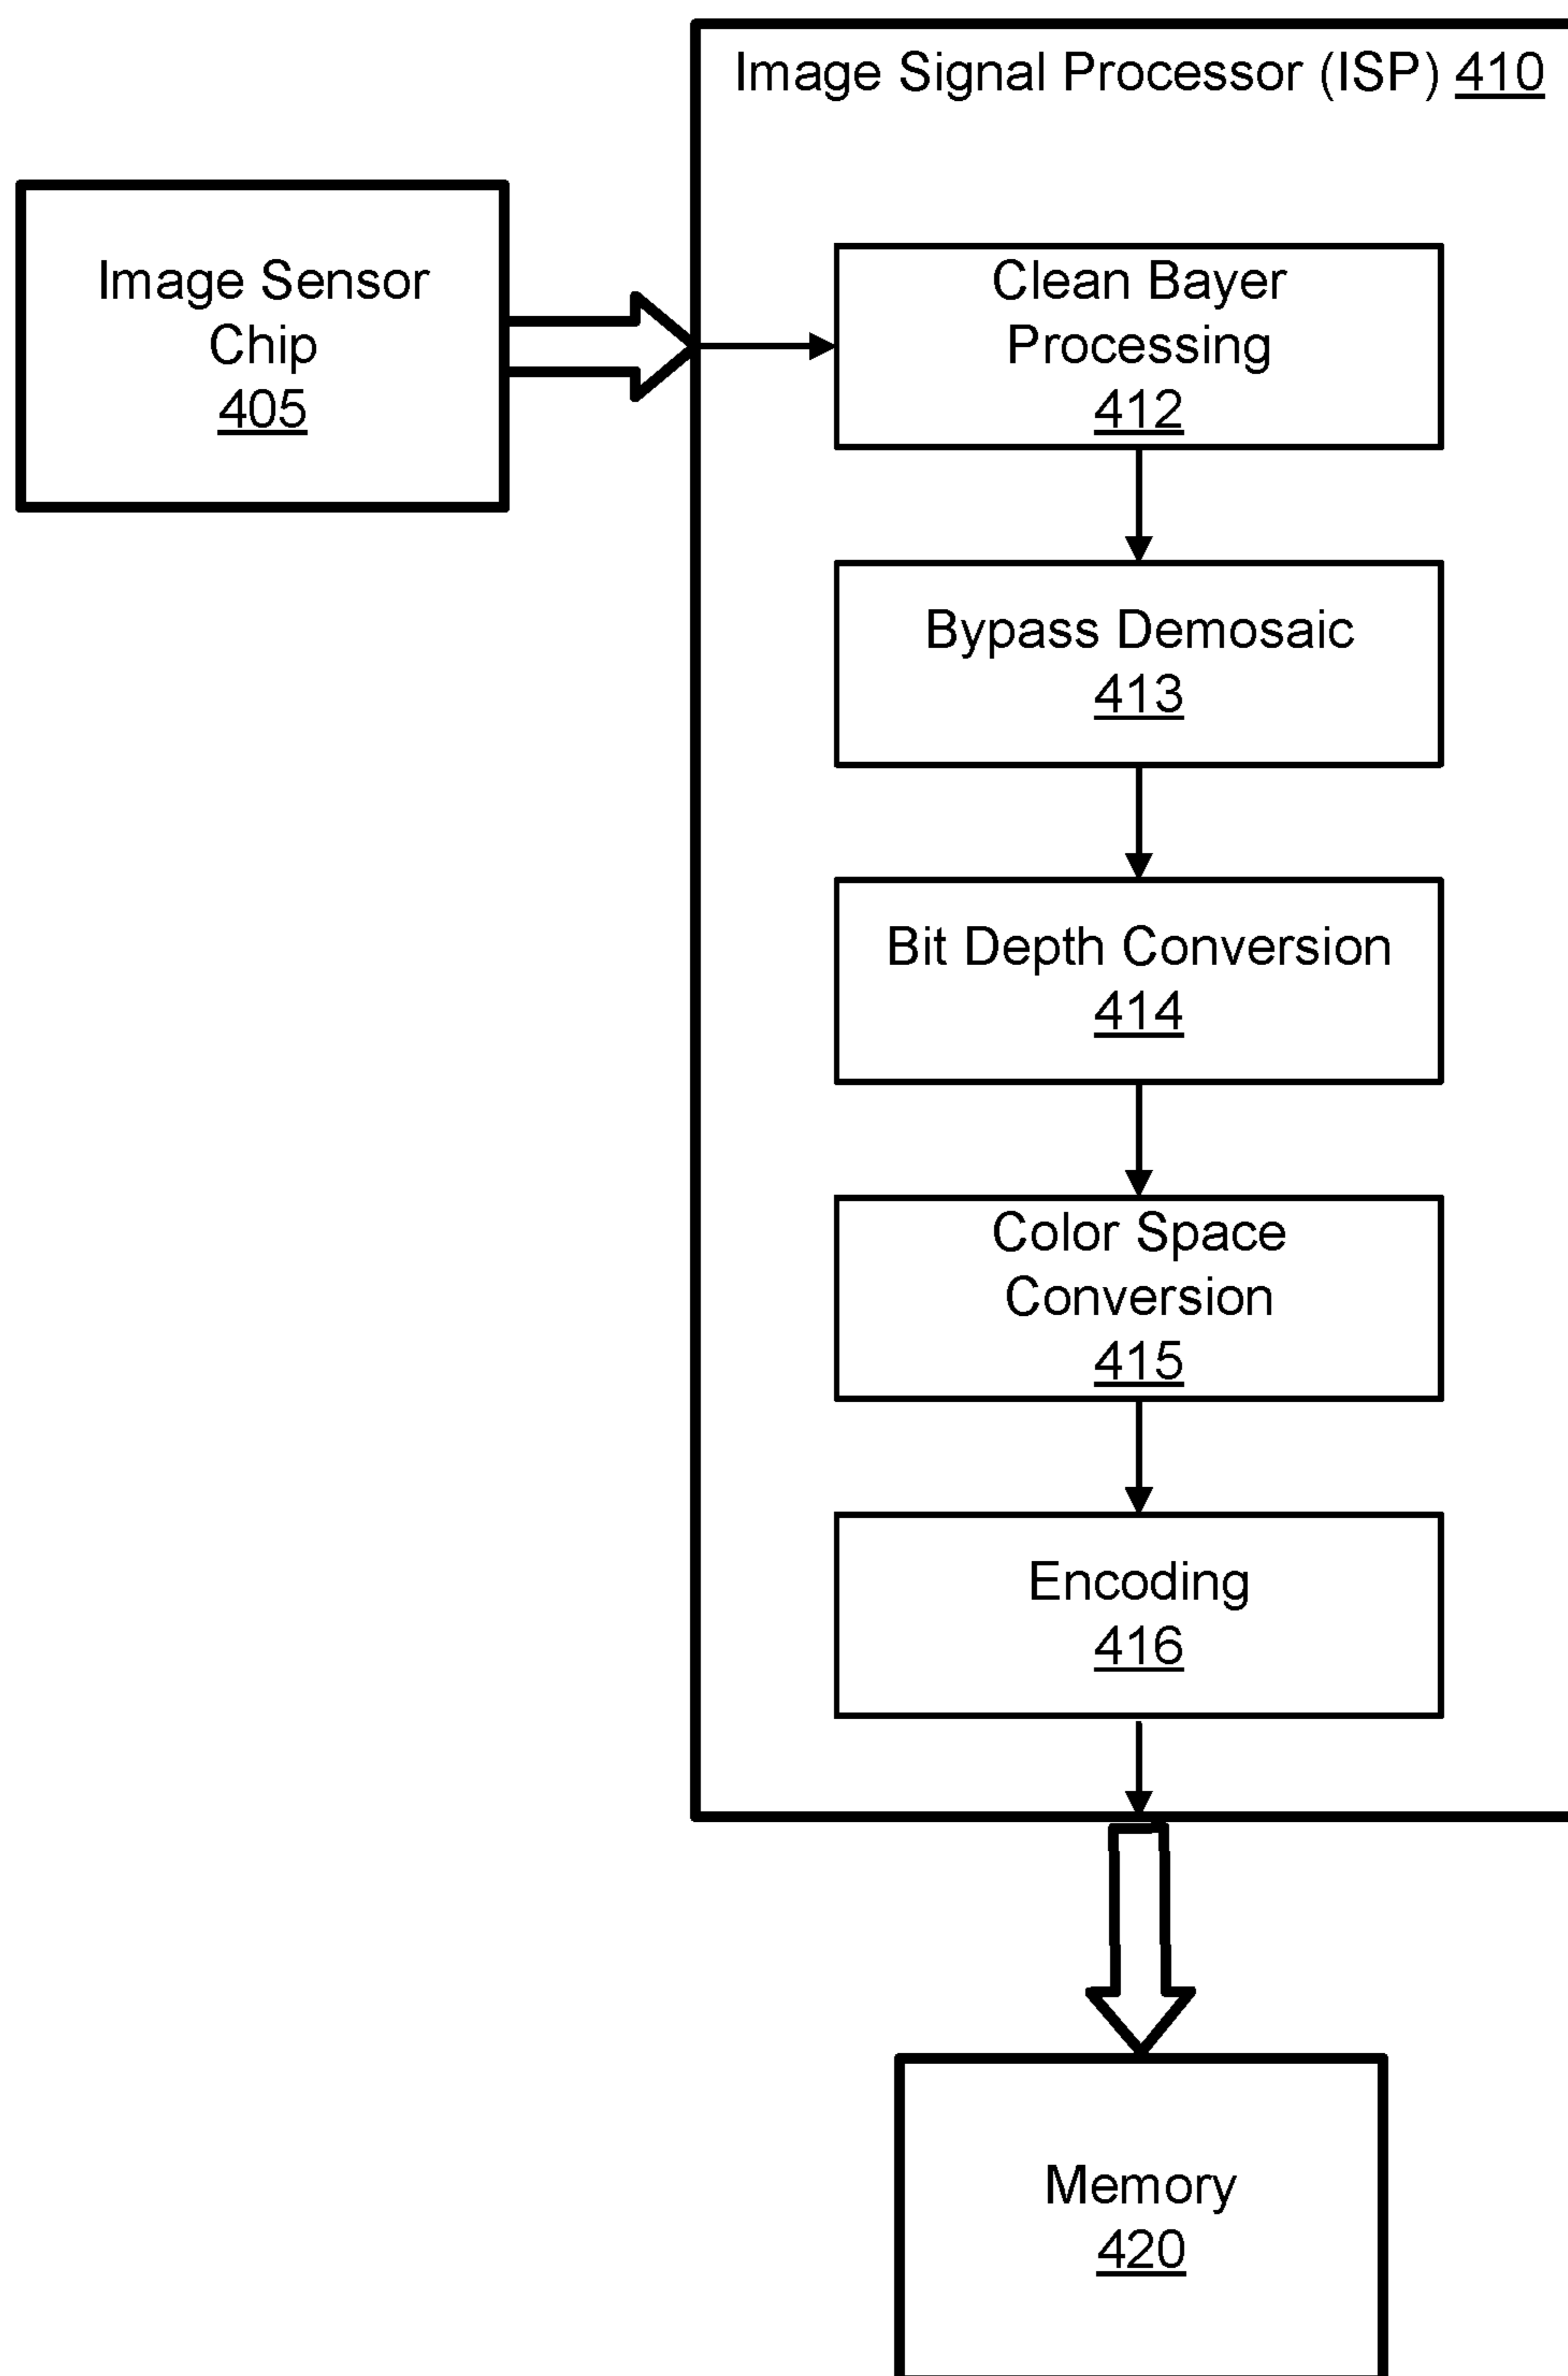 Image Signal Processor (ISP) 410
Image Sensor
Chip
405
Clean Bayer
Processing
412
Bypass Demosaic
413
Bit Depth Conversion
414
Color Space
Conversion
415
Encoding
416
Memory
420